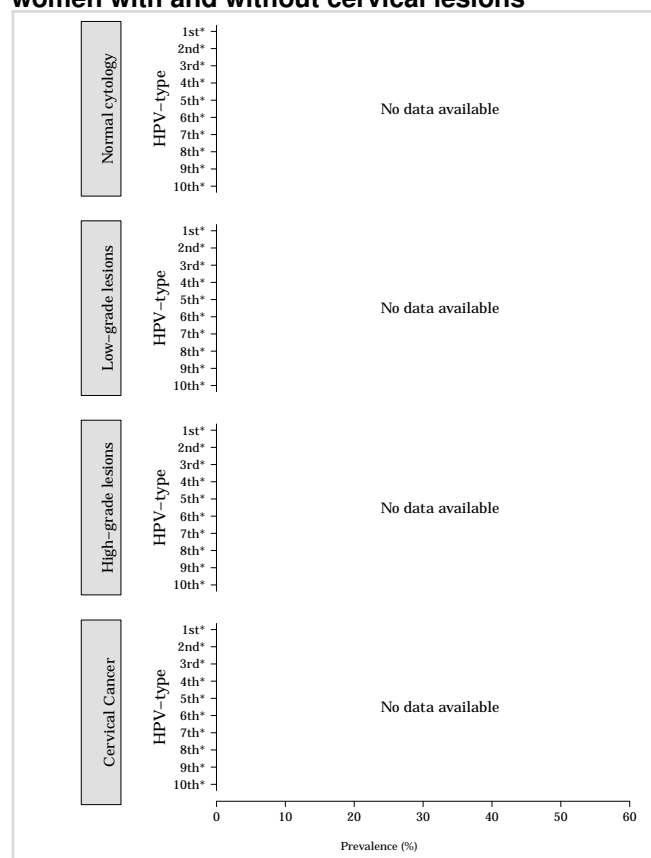 women with and without cervical lesions
Normal cytology
HPV−type
1st*
2nd*
3rd*
4th*
5th*
6th*
7th*
8th*
9th*
10th*
No data available
Low−grade lesions
HPV−type
1st*
2nd*
3rd*
4th*
5th*
6th*
7th*
8th*
9th*
10th*
No data available
High−grade lesions
HPV−type
1st*
2nd*
3rd*
4th*
5th*
6th*
7th*
8th*
9th*
10th*
No data available
Cervical Cancer
HPV−type
1st*
2nd*
3rd*
4th*
5th*
6th*
7th*
8th*
9th*
10th*
No data available
0 10 20 30 40 50 60
Prevalence (%)